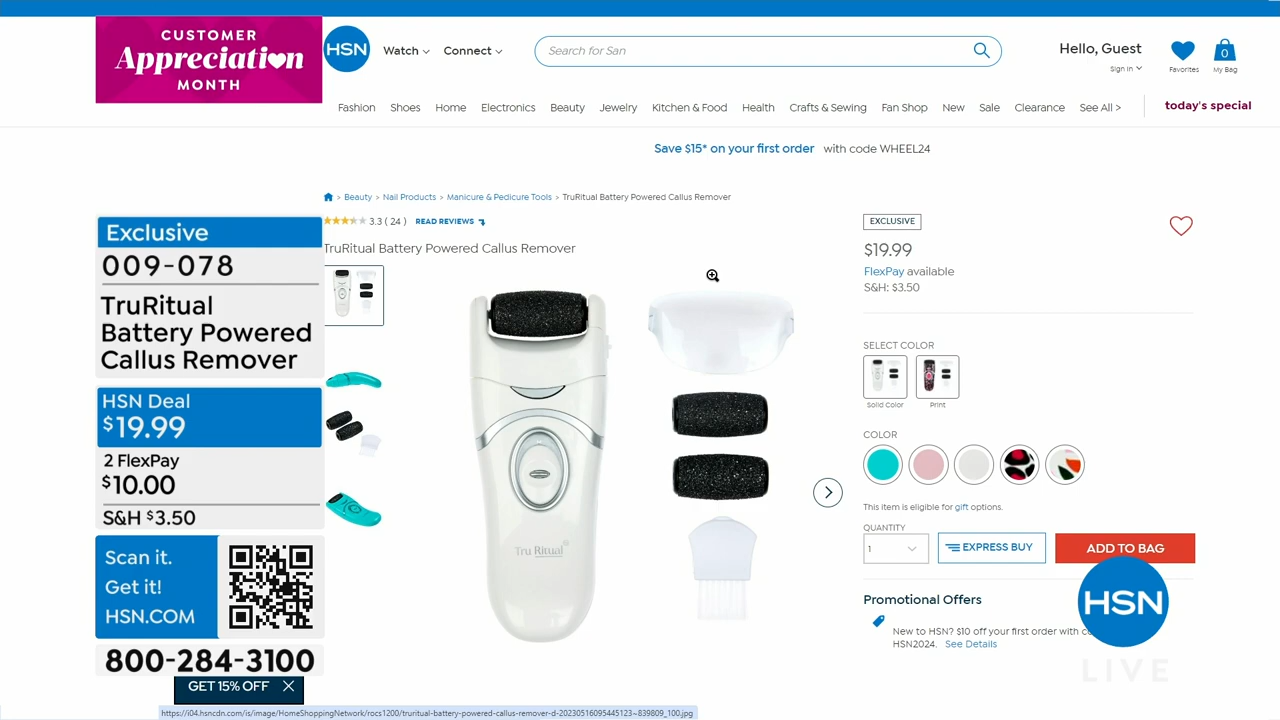 CUSTOMER
Appreciation
MONTH
HSN
Watch
Connect
Search for San
Hello, Guest
Sign In
Favorites
0
My Bag
Fashion
Shoes
Home
Electronics
Beauty
Jewelry
Kitchen & Food
Health
Crafts & Sewing
Fan Shop
New
Sale
Clearance
See All >
today's special
Save $15* on your first order with code WHEEL24
> Beauty > Nail Products > Manicure & Pedicure Tools > TruRitual Battery Powered Callus Remover
3.3 ( 24 ) READ REVIEWS
TruRitual Battery Powered Callus Remover
Exclusive
009-078
TruRitual
Battery Powered
Callus Remover
HSN Deal
$19.99
2 FlexPay
$10.00
S&H $3.50
Scan it.
Get it!
HSN.COM
800-284-3100
GET 15% OFF
Tru Ritual
EXCLUSIVE
$19.99
FlexPay available
S&H: $3.50
SELECT COLOR
Solid Color
Print
COLOR
This item is eligible for gift options.
QUANTITY
1
EXPRESS BUY
ADD TO BAG
Promotional Offers
New to HSN? $10 off your first order with
HSN2024. See Details
HSN
LIVE
https://i04.hsncdn.com/is/image/HomeShoppingNetwork/rocs1200/truritual-battery-powered-callus-remover-d-20230516095445123~839809_100.jpg